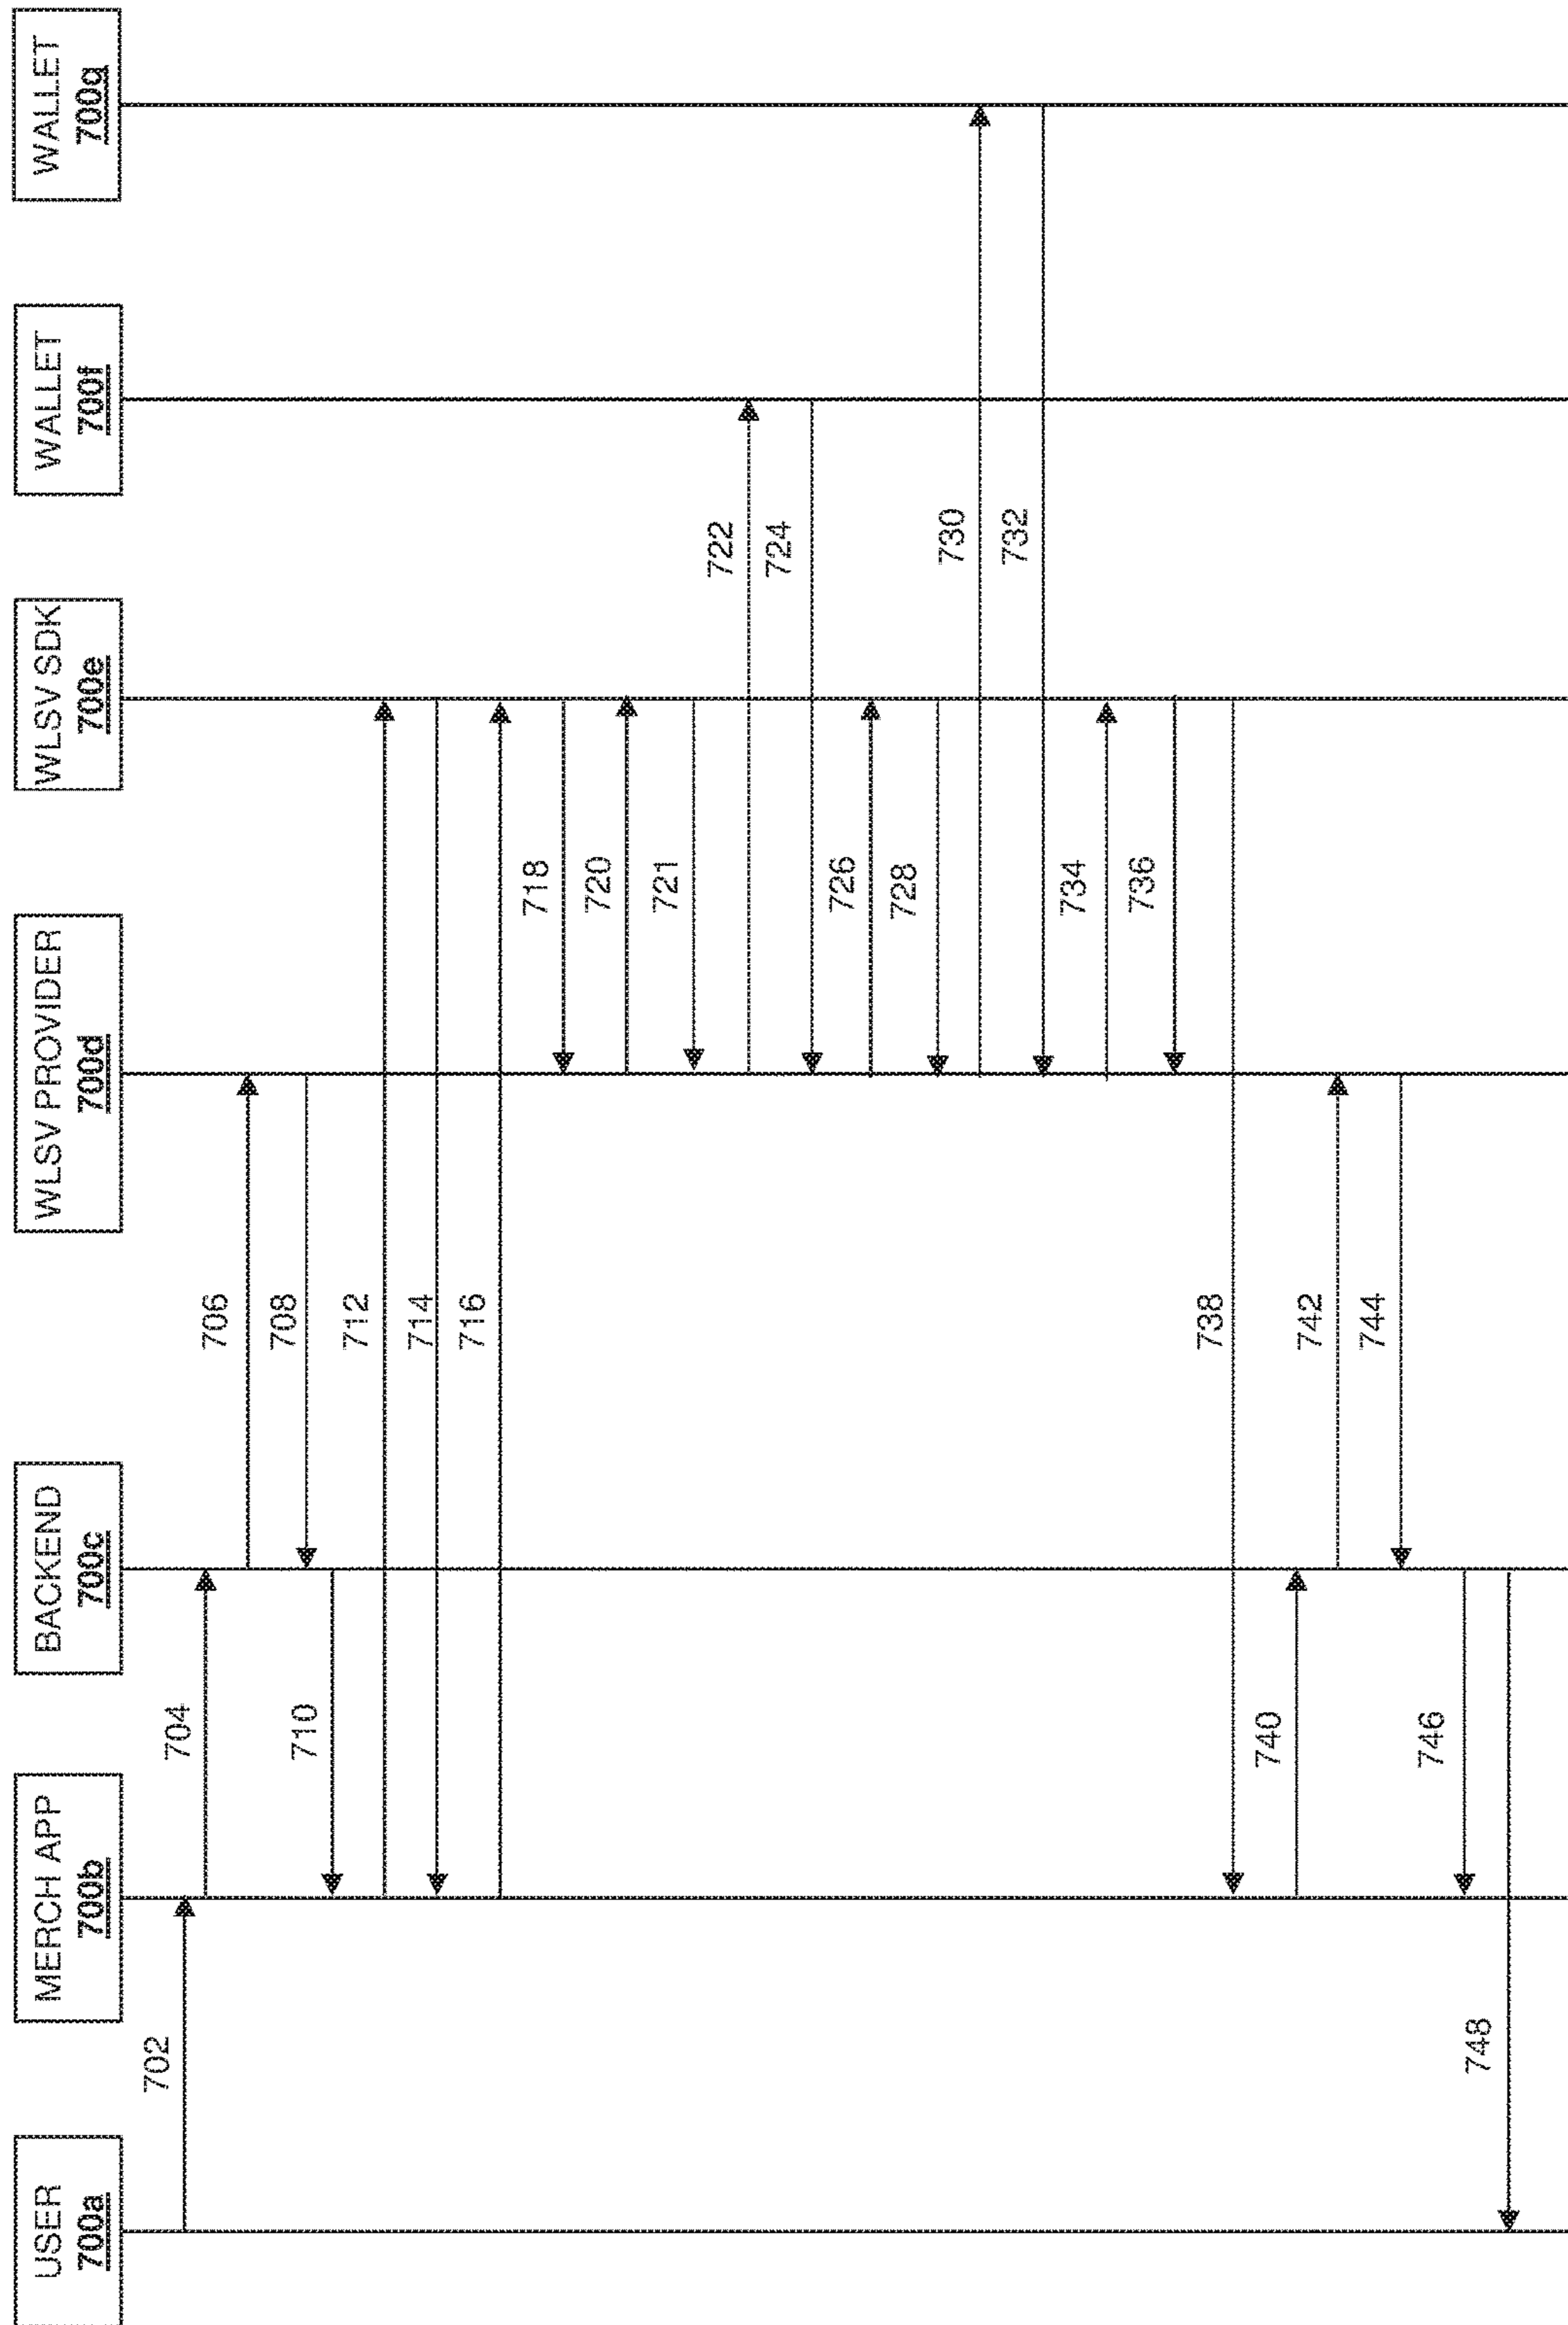 USER
700a
MERCH APP
700b
BACKEND
700c
WLSV PROVIDER
700d
WLSV SDK
700e
WALLET
700f
WALLET
700g
702
704
706
708
710
712
714
716
718
720
721
722
724
726
728
730
732
734
736
738
740
742
744
746
748